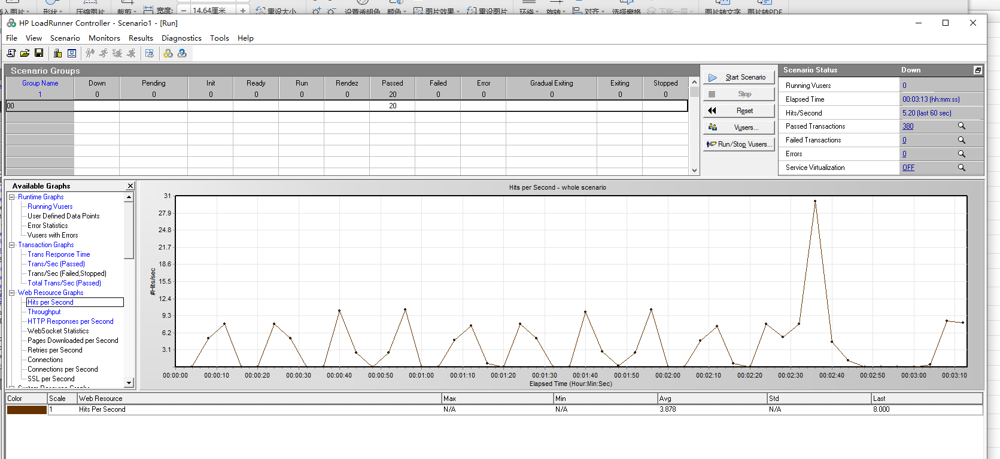 插入图片 形状 压缩图片 裁剪 宽度: 14.64厘米 重设大小 设置透明色 颜色 图片效果 重设图片 环绕 旋转 对齐 选择窗格 下移一层 图片转文字 图片转PDF
HP LoadRunner Controller - Scenario1 - [Run]
File View Scenario Monitors Results Diagnostics Tools Help
Scenario Groups
Group Name Down Pending Init Ready Run Rendez Passed Failed Error Gradual Exiting Exiting Stopped
1 0 0 0 0 0 0 20 0 0 0 0 0
00 20
Start Scenario
Stop
Reset
Vusers...
Run/Stop Vusers...
Scenario Status Down
Running Vusers 0
Elapsed Time 00:03:13 (hh:mm:ss)
Hits/Second 5.20 (last 60 sec)
Passed Transactions 380
Failed Transactions 0
Errors 0
Service Virtualization OFF
Available Graphs
Runtime Graphs
Running Vusers
User Defined Data Points
Error Statistics
Vusers with Errors
Transaction Graphs
Trans Response Time
Trans/Sec (Passed)
Trans/Sec (Failed,Stopped)
Total Trans/Sec (Passed)
Web Resource Graphs
Hits per Second
Throughput
HTTP Responses per Second
WebSocket Statistics
Pages Downloaded per Second
Retries per Second
Connections
Connections per Second
SSL per Second
System Resource Graphs
Hits per Second - whole scenario
#Hits/sec
31
27.9
24.8
21.7
18.6
15.5
12.4
9.3
6.2
3.1
00:00:00 00:00:10 00:00:20 00:00:30 00:00:40 00:00:50 00:01:00 00:01:10 00:01:20 00:01:30 00:01:40 00:01:50 00:02:00 00:02:10 00:02:20 00:02:30 00:02:40 00:02:50 00:03:00 00:03:10
Elapsed Time (Hour:Min:Sec)
Color Scale Web Resource Max Min Avg Std Last
1 Hits Per Second N/A N/A 3.878 N/A 8.000